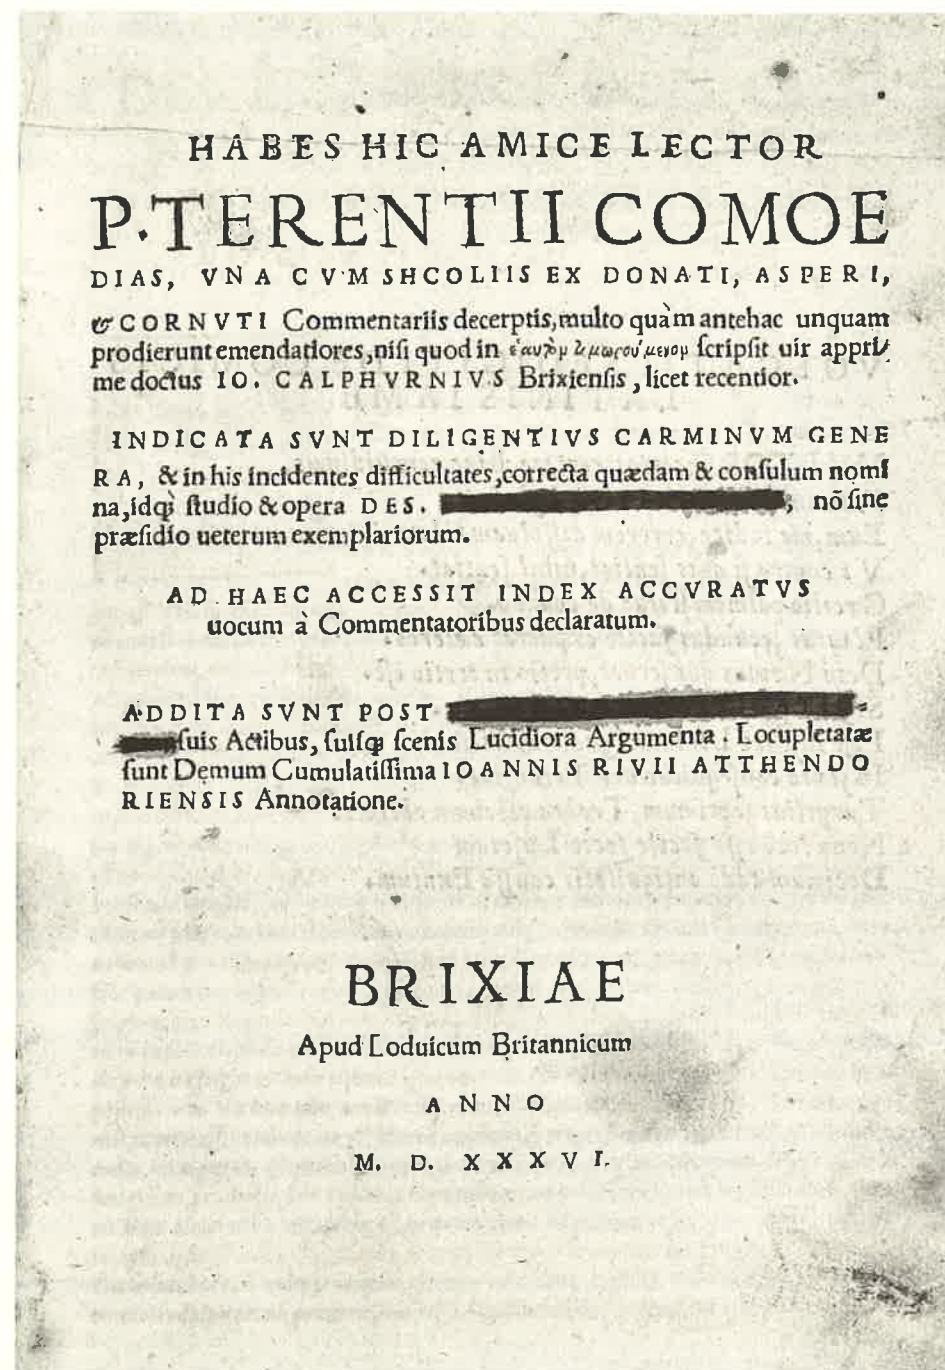 HABES HIC AMICE LECTOR
P. TERENTII COMOE
DIAS, VNA CVM SHCOLIIS EX DONATI, ASPERI,
& CORNVTI Commentariis decerptis, multo quàm antehac unquam
prodierunt emendatiores, nisi quod in ἑαυτὸμ τιμωρούμενομ scripsit uir appri
me doctus IO. CALPHVRNIVS Brixiensis, licet recentior.
INDICATA SVNT DILIGENTIVS CARMINVM GENE
RA, & in his incidentes difficultates, correcta quædam & consulum nomi
na, idq; studio & opera DES. ; nō sine
præsidio ueterum exemplariorum.
AD HAEC ACCESSIT INDEX ACCVRATVS
uocum à Commentatoribus declaratum.
ADDITA SVNT POST
suis Actibus, suisq; scenis Lucidiora Argumenta. Locupletatæ
sunt Demum Cumulatissima IOANNIS RIVII ATTHENDO
RIENSIS Annotatione.
BRIXIAE
Apud Loduicum Britannicum
ANNO
M. D. XXXVI.